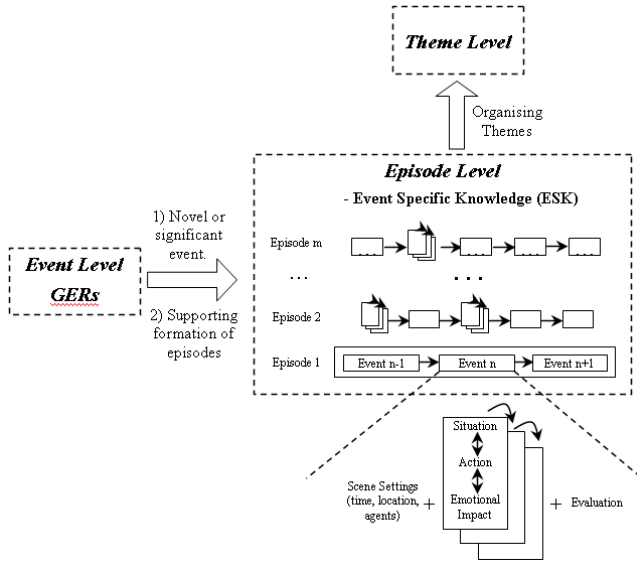 Theme Level
Organising
Themes
Episode Level
- Event Specific Knowledge (ESK)
1) Novel or
significant
event.
Event Level
GERs
2) Supporting
formation of
episodes
Episode m
... ... ... ...
... ...
Episode 2
Episode 1 Event n-1 Event n Event n+1
Situation
Action
Emotional
Impact
Scene Settings
(time, location,
agents)
+
+ Evaluation